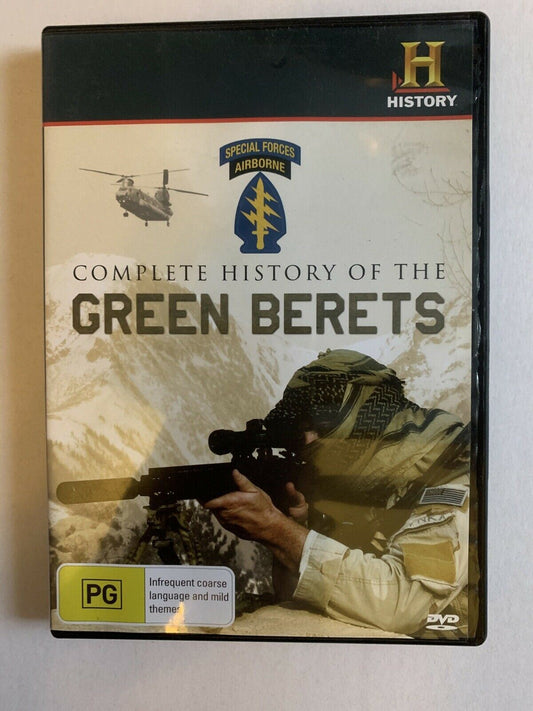 H
HISTORY
SPECIAL FORCES
AIRBORNE
COMPLETE HISTORY OF THE
GREEN BERETS
PG
Infrequent coarse
language and mild
themes
DVD